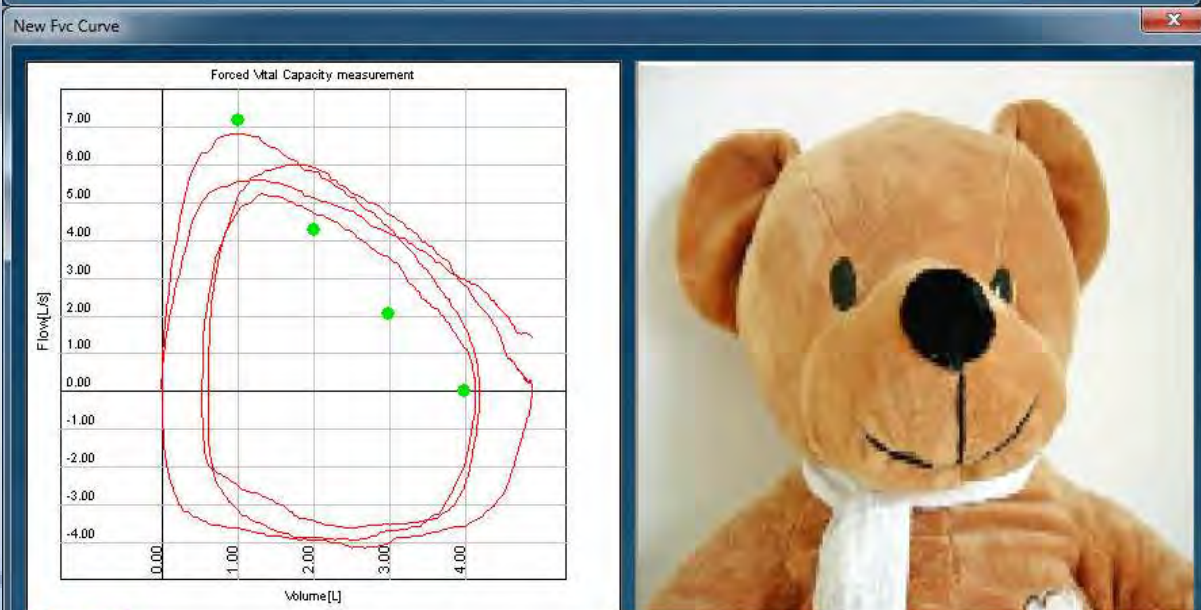 New Fvc Curve
x
Forced Vital Capacity measurement
7.00
6.00
5.00
4.00
3.00
2.00
1.00
0.00
-1.00
-2.00
-3.00
-4.00
Flow[L/s]
0.00 1.00 2.00 3.00 4.00
Volume[L]